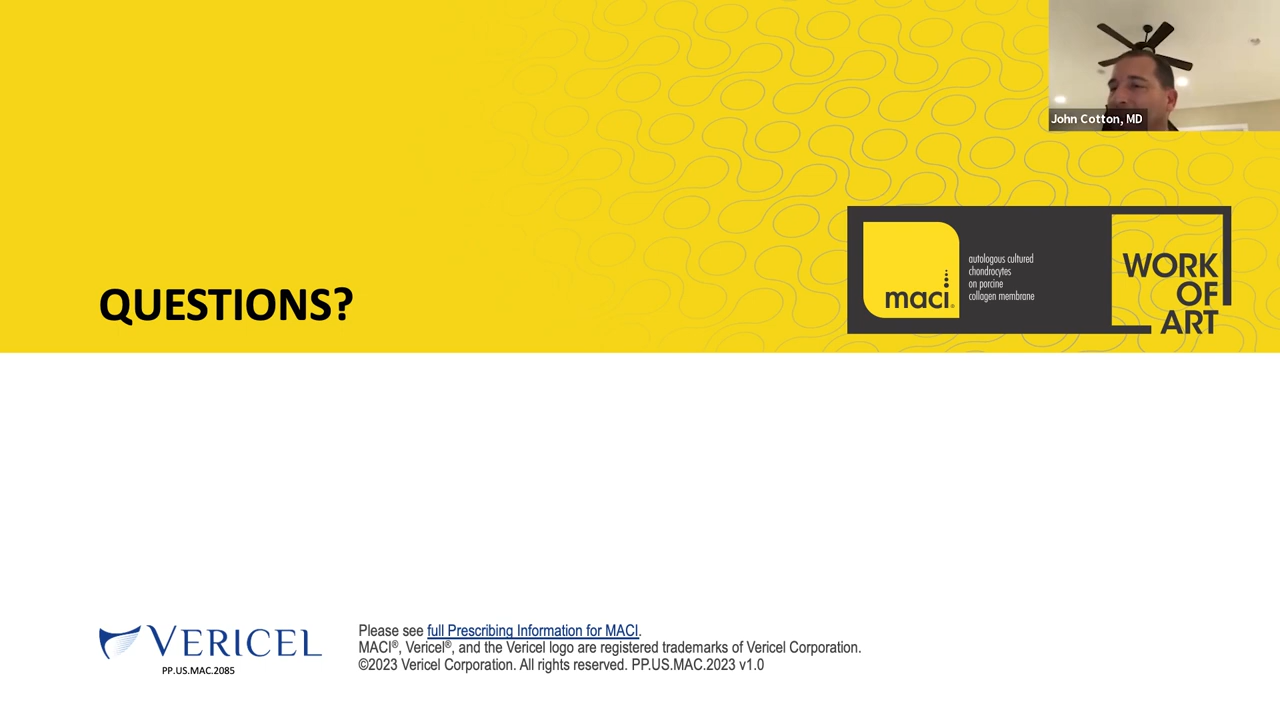 John Cotton, MD
QUESTIONS?
maci®
autologous cultured
chondrocytes
on porcine
collagen membrane
WORK
OF
ART
VERICEL
PP.US.MAC.2085
Please see full Prescribing Information for MACI.
MACI®, Vericel®, and the Vericel logo are registered trademarks of Vericel Corporation.
©2023 Vericel Corporation. All rights reserved. PP.US.MAC.2023 v1.0